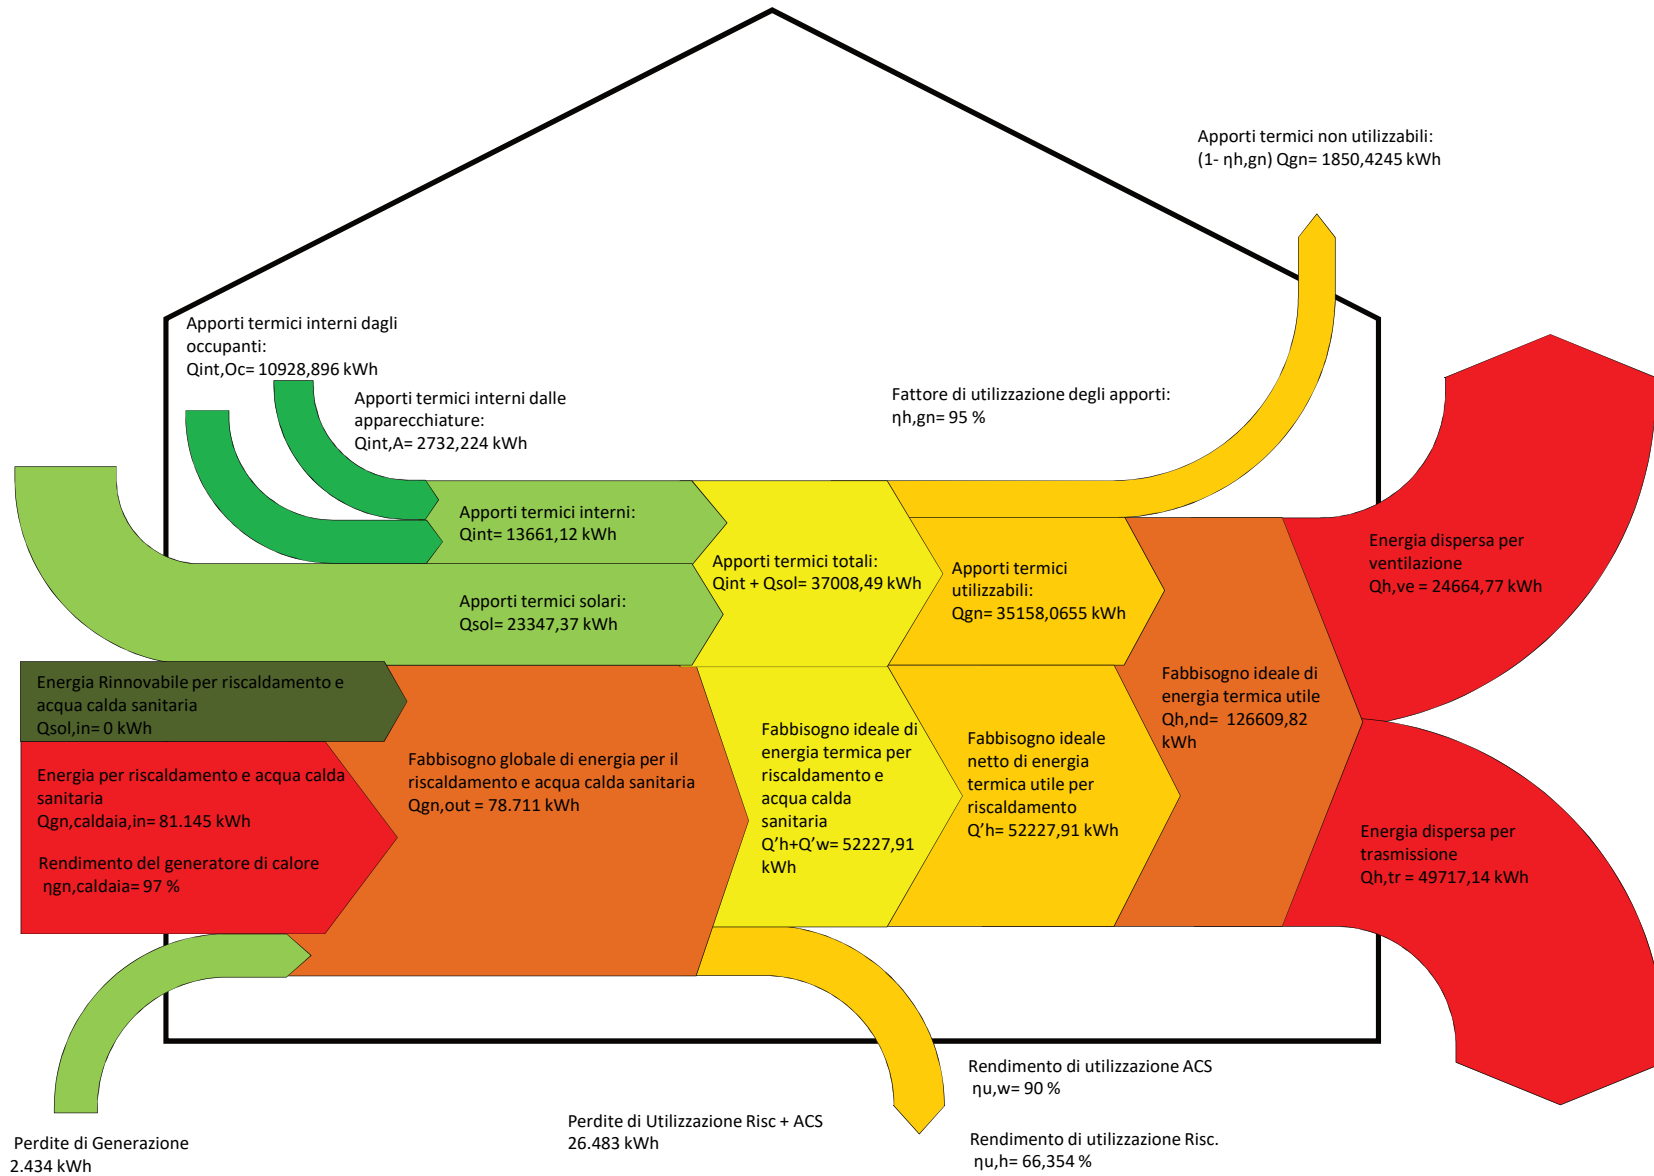 Apporti termici non utilizzabili:
(1- ηh,gn) Qgn= 1850,4245 kWh
Apporti termici interni dagli
occupanti:
Qint,Oc= 10928,896 kWh
Apporti termici interni dalle
apparecchiature:
Qint,A= 2732,224 kWh
Fattore di utilizzazione degli apporti:
ηh,gn= 95 %
Apporti termici interni:
Qint= 13661,12 kWh
Apporti termici solari:
Qsol= 23347,37 kWh
Apporti termici totali:
Qint + Qsol= 37008,49 kWh
Apporti termici
utilizzabili:
Qgn= 35158,0655 kWh
Energia dispersa per
ventilazione
Qh,ve = 24664,77 kWh
Energia Rinnovabile per riscaldamento e
acqua calda sanitaria
Qsol,in= 0 kWh
Energia per riscaldamento e acqua calda
sanitaria
Qgn,caldaia,in= 81.145 kWh
Rendimento del generatore di calore
ηgn,caldaia= 97 %
Fabbisogno globale di energia per il
riscaldamento e acqua calda sanitaria
Qgn,out = 78.711 kWh
Fabbisogno ideale di
energia termica per
riscaldamento e
acqua calda
sanitaria
Q’h+Q’w= 52227,91
kWh
Fabbisogno ideale
netto di energia
termica utile per
riscaldamento
Q’h= 52227,91 kWh
Fabbisogno ideale di
energia termica utile
Qh,nd= 126609,82
kWh
Energia dispersa per
trasmissione
Qh,tr = 49717,14 kWh
Perdite di Generazione
2.434 kWh
Perdite di Utilizzazione Risc + ACS
26.483 kWh
Rendimento di utilizzazione ACS
ηu,w= 90 %
Rendimento di utilizzazione Risc.
ηu,h= 66,354 %